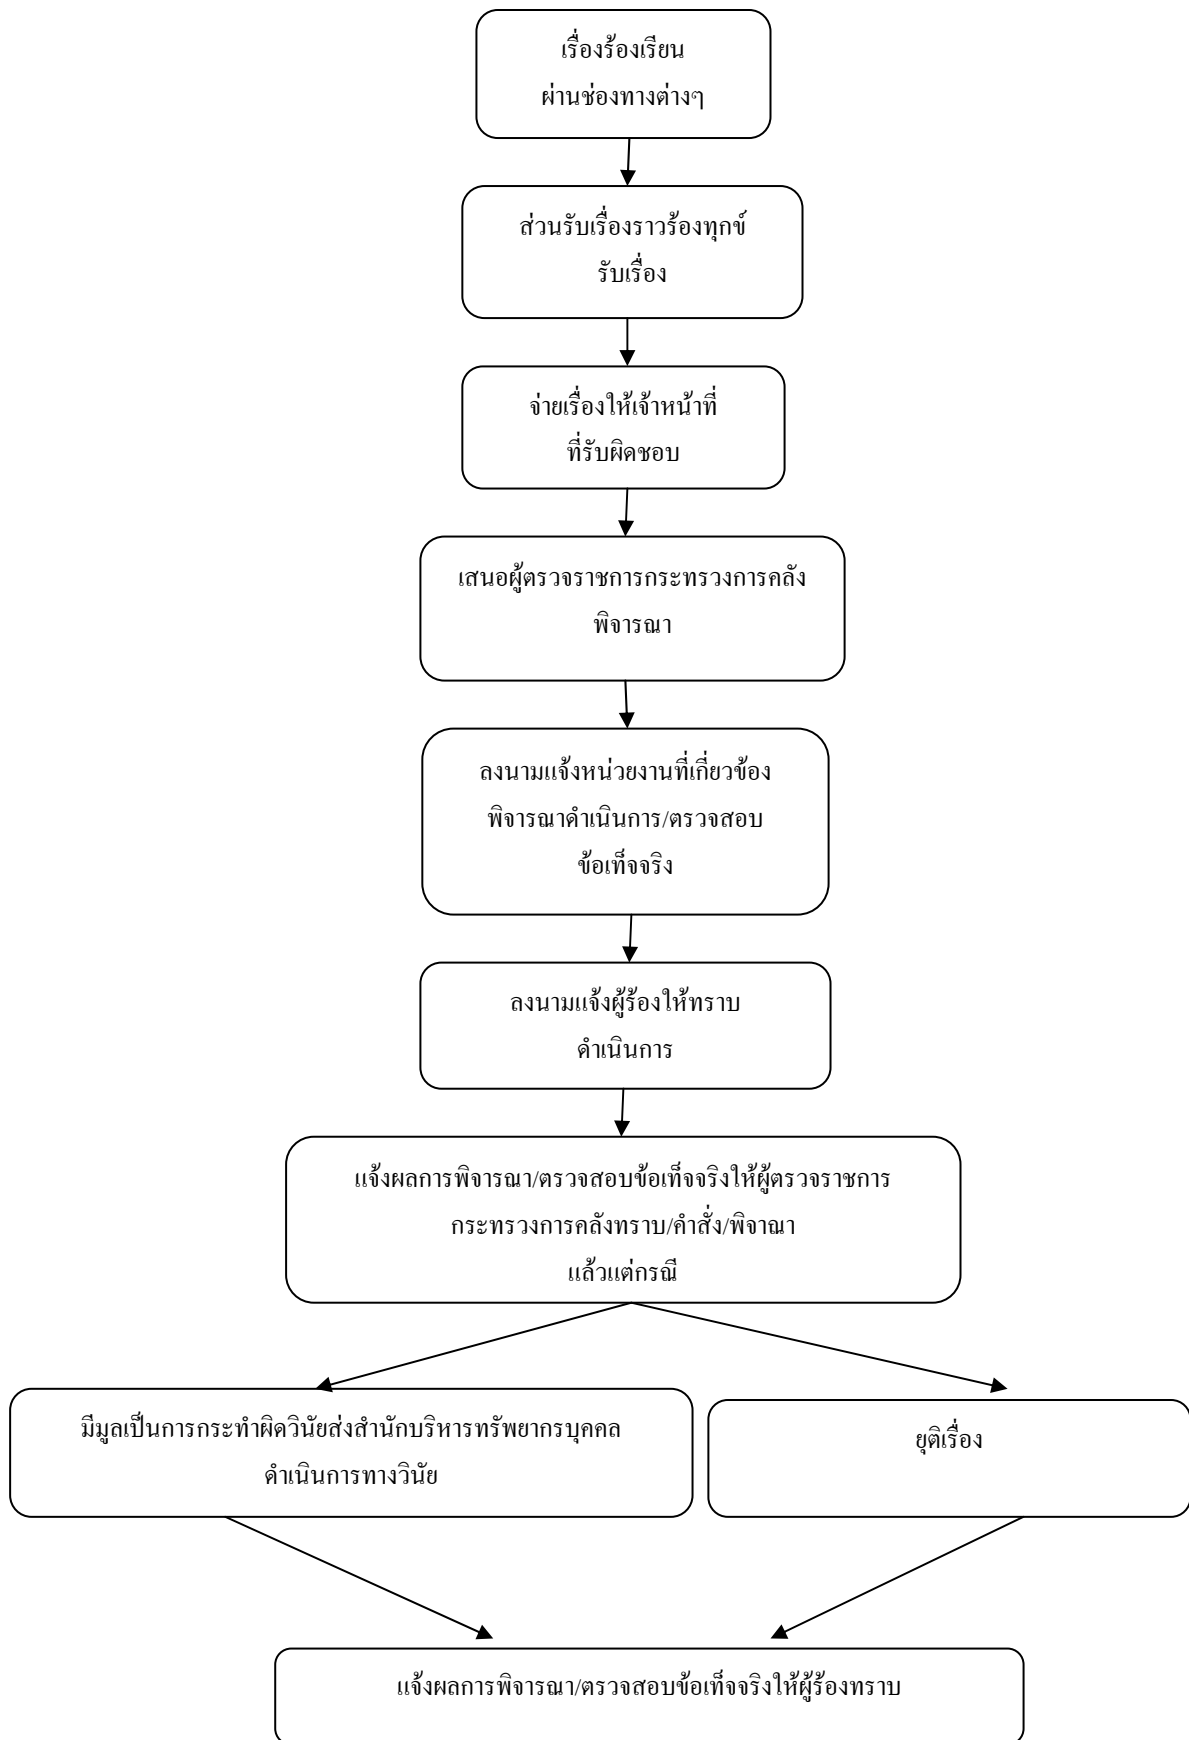 เรื่องร้องเรียน
ผ่านช่องทางต่างๆ
ส่วนรับเรื่องราวร้องทุกข์
รับเรื่อง
จ่ายเรื่องให้เจ้าหน้าที่
ที่รับผิดชอบ
เสนอผู้ตรวจราชการกระทรวงการคลัง
พิจารณา
ลงนามแจ้งหน่วยงานที่เกี่ยวข้อง
พิจารณาดำเนินการ/ตรวจสอบ
ข้อเท็จจริง
ลงนามแจ้งผู้ร้องให้ทราบ
ดำเนินการ
แจ้งผลการพิจารณา/ตรวจสอบข้อเท็จจริงให้ผู้ตรวจราชการ
กระทรวงการคลังทราบ/คำสั่ง/พิจาณา
แล้วแต่กรณี
มีมูลเป็นการกระทำผิดวินัยส่งสำนักบริหารทรัพยากรบุคคล
ดำเนินการทางวินัย
ยุติเรื่อง
แจ้งผลการพิจารณา/ตรวจสอบข้อเท็จจริงให้ผู้ร้องทราบ